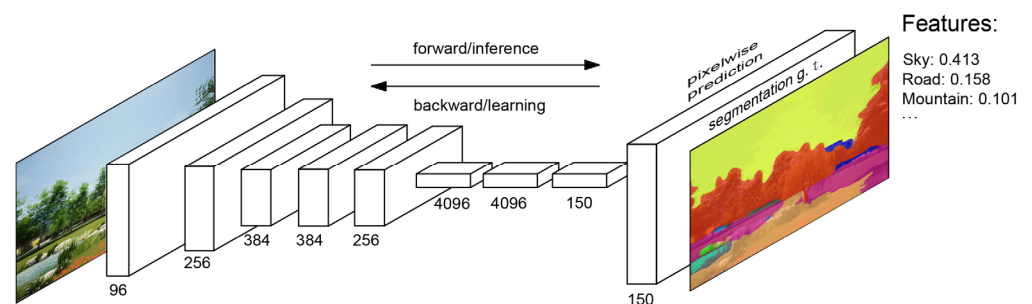 Features:
Sky: 0.413
Road: 0.158
Mountain: 0.101
...
forward/inference
backward/learning
pixelwise
prediction
segmentation g. t.
96
256
384
384
256
4096
4096
150
150